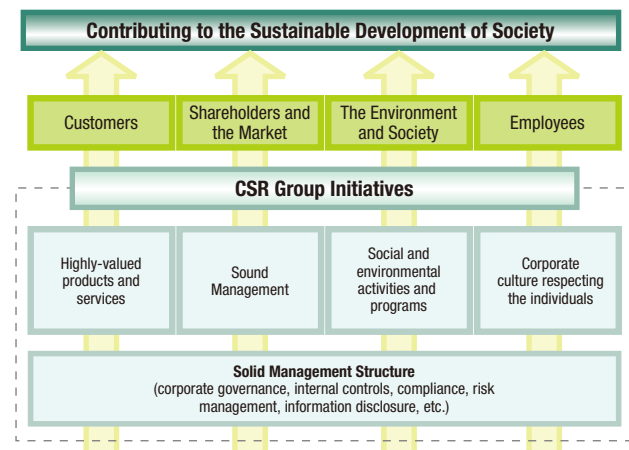 Contributing to the Sustainable Development of Society
Customers
Shareholders and
the Market
The Environment
and Society
Employees
CSR Group Initiatives
Highly-valued
products and
services
Sound
Management
Social and
environmental
activities and
programs
Corporate
culture respecting
the individuals
Solid Management Structure
(corporate governance, internal controls, compliance, risk
management, information disclosure, etc.)